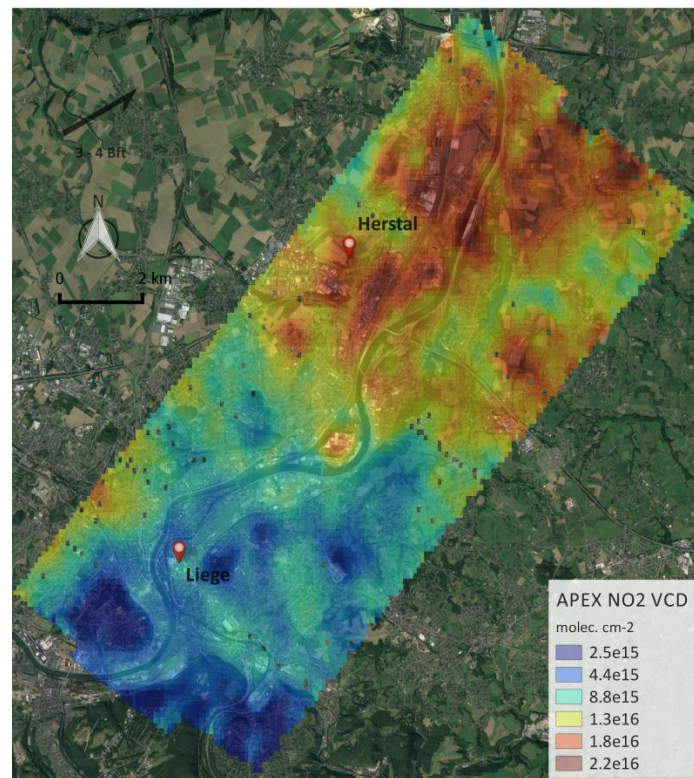 3 - 4 Bft
N
0 2 km
Herstal
Liege
APEX NO2 VCD
molec. cm-2
2.5e15
4.4e15
8.8e15
1.3e16
1.8e16
2.2e16